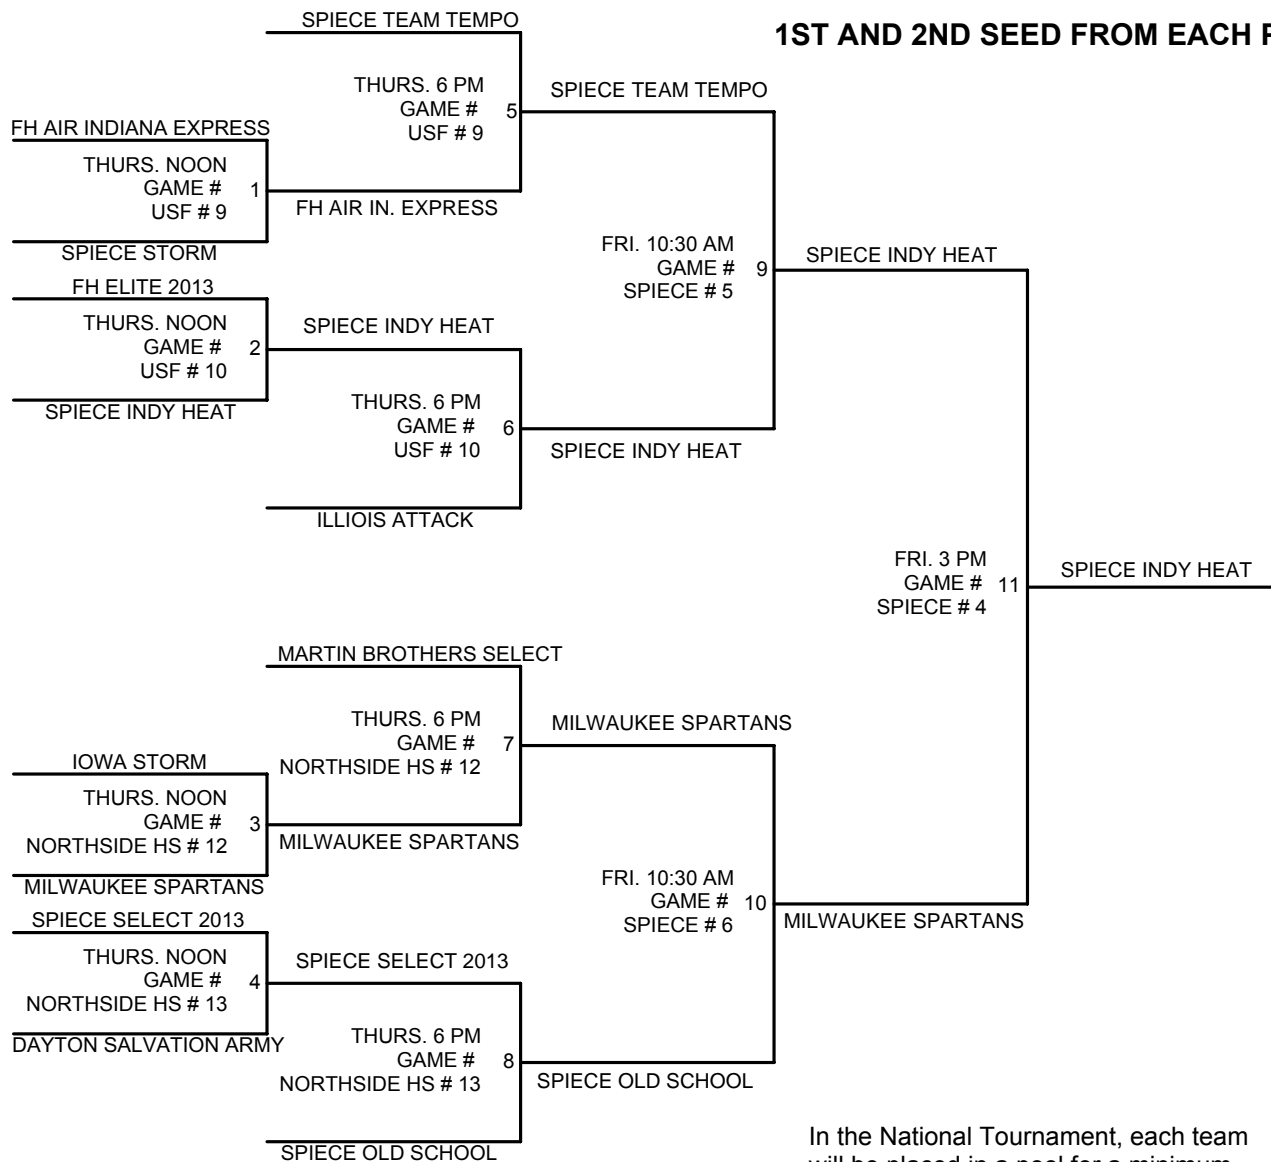 SPIECE TEAM TEMPO
1ST AND 2ND SEED FROM EACH
THURS. 6 PM
GAME # 5
USF # 9
SPIECE TEAM TEMPO
FH AIR INDIANA EXPRESS
THURS. NOON
GAME # 1
USF # 9
FH AIR IN. EXPRESS
SPIECE STORM
FRI. 10:30 AM
GAME # 9
SPIECE # 5
SPIECE INDY HEAT
FH ELITE 2013
THURS. NOON
GAME # 2
USF # 10
SPIECE INDY HEAT
SPIECE INDY HEAT
THURS. 6 PM
GAME # 6
USF # 10
SPIECE INDY HEAT
ILLIOIS ATTACK
FRI. 3 PM
GAME # 11
SPIECE # 4
SPIECE INDY HEAT
MARTIN BROTHERS SELECT
THURS. 6 PM
GAME # 7
NORTHSIDE HS # 12
MILWAUKEE SPARTANS
IOWA STORM
THURS. NOON
GAME # 3
NORTHSIDE HS # 12
MILWAUKEE SPARTANS
MILWAUKEE SPARTANS
FRI. 10:30 AM
GAME # 10
SPIECE # 6
MILWAUKEE SPARTANS
SPIECE SELECT 2013
THURS. NOON
GAME # 4
NORTHSIDE HS # 13
SPIECE SELECT 2013
DAYTON SALVATION ARMY
THURS. 6 PM
GAME # 8
NORTHSIDE HS # 13
SPIECE OLD SCHOOL
SPIECE OLD SCHOOL
In the National Tournament, each team
will be placed in a pool for a minimum